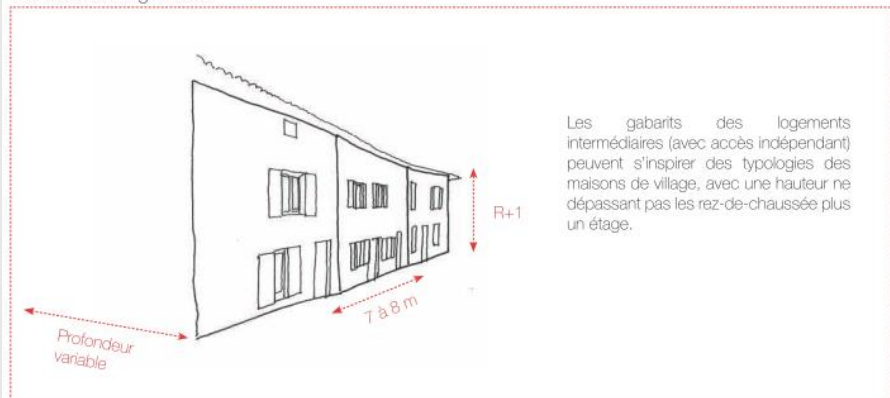 Les gabarits des logements
intermédiaires (avec accès indépendant)
peuvent s'inspirer des typologies des
maisons de village, avec une hauteur ne
dépassant pas les rez-de-chaussée plus
un étage.
R+1
7 à 8 m
Profondeur
variable